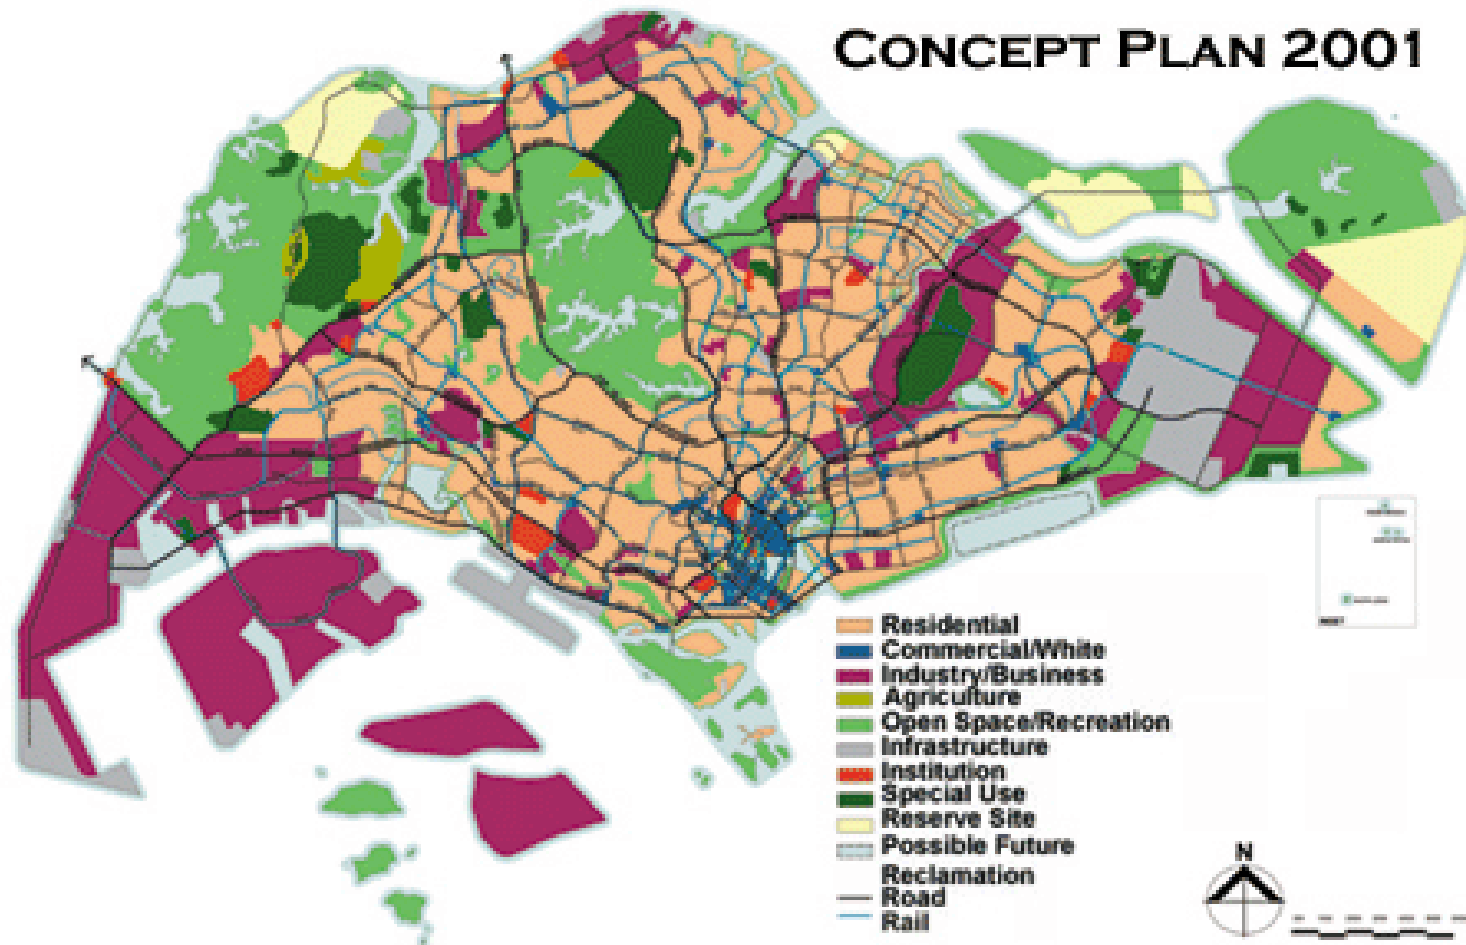 CONCEPT PLAN 2001
Residential
Commercial/White
Industry/Business
Agriculture
Open Space/Recreation
Infrastructure
Institution
Special Use
Reserve Site
Possible Future
Reclamation
Road
Rail
N